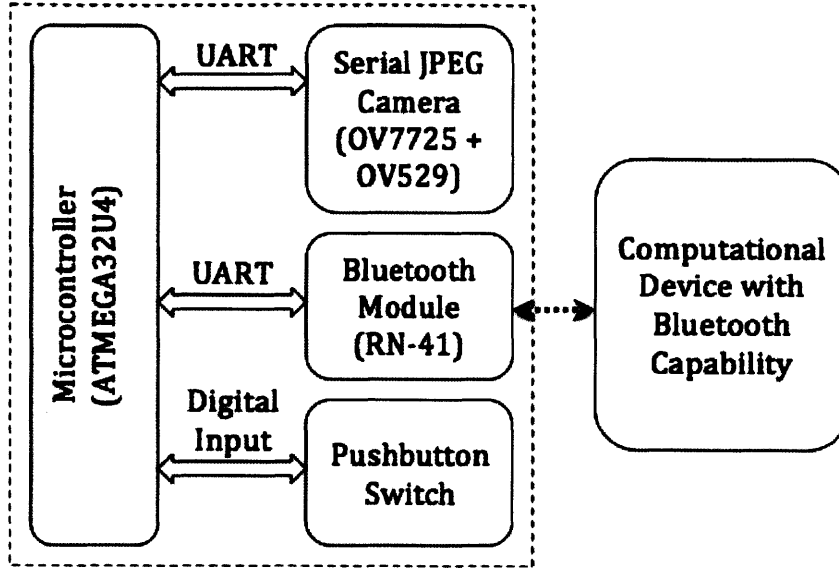 Microcontroller
(ATMEGA32U4)
UART
Serial JPEG
Camera
(OV7725 +
OV529)
UART
Bluetooth
Module
(RN-41)
Digital
Input
Pushbutton
Switch
Computational
Device with
Bluetooth
Capability